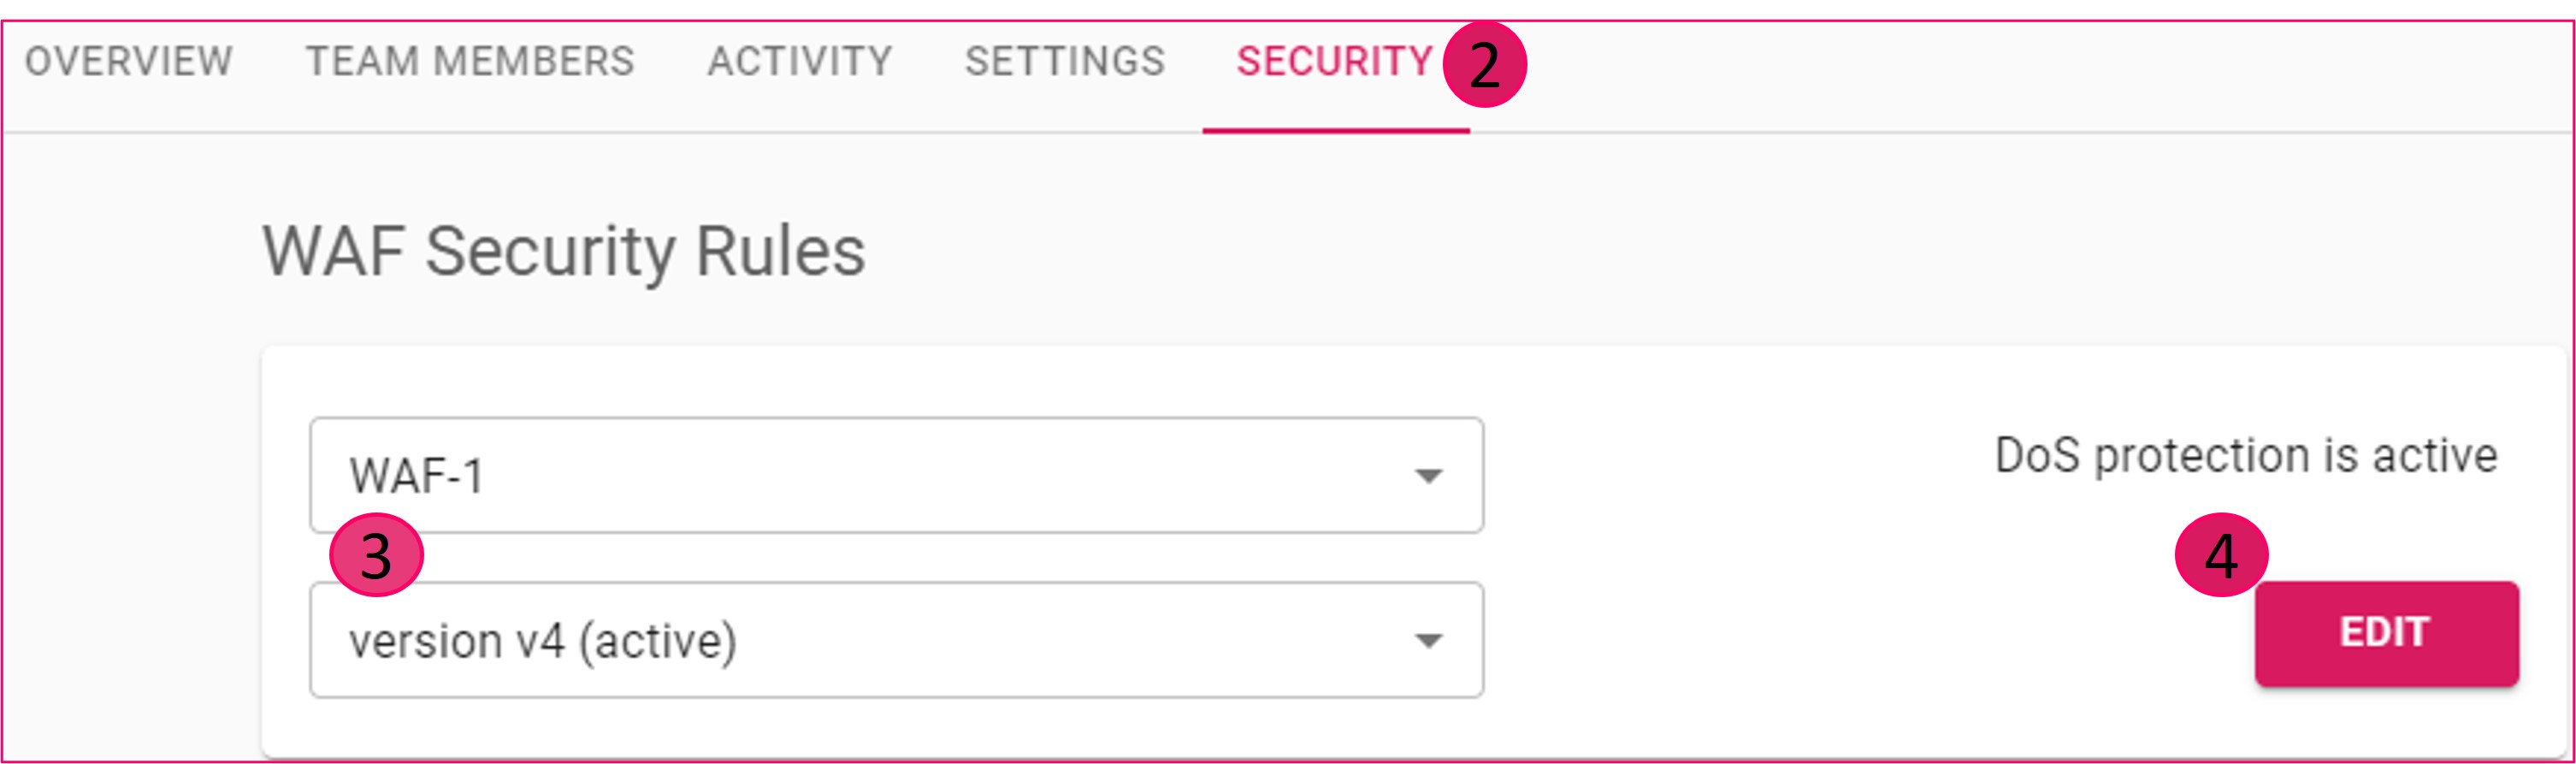 OVERVIEW TEAM MEMBERS ACTIVITY SETTINGS SECURITY 2
WAF Security Rules
WAF-1
DoS protection is active
3
4
version v4 (active)
EDIT